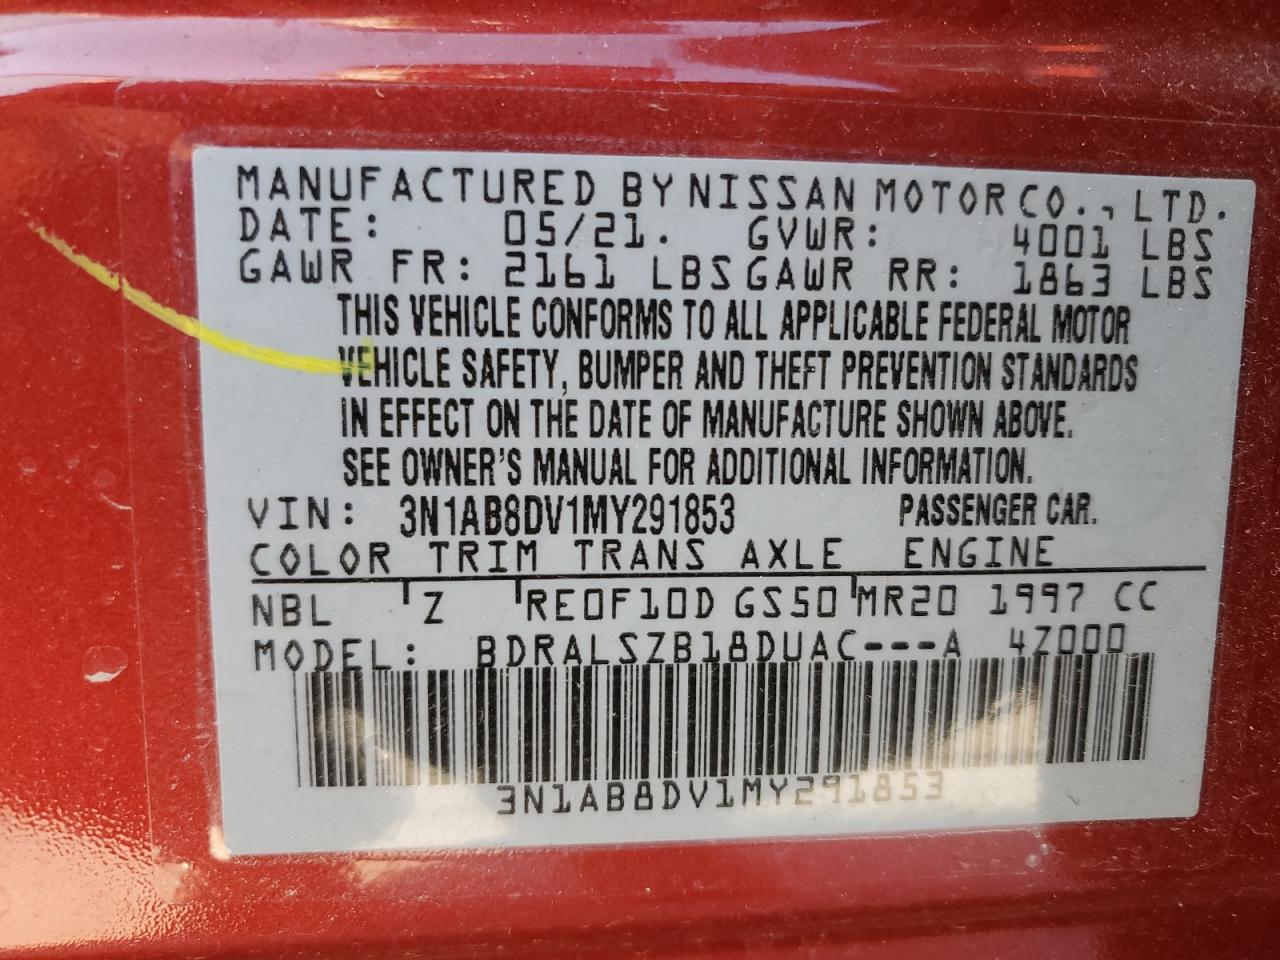 MANUFACTURED BY NISSAN MOTOR CO., LTD.
DATE: 05/21. GVWR: 4001 LBS
GAWR FR: 2161 LBS GAWR RR: 1863 LBS
THIS VEHICLE CONFORMS TO ALL APPLICABLE FEDERAL MOTOR
VEHICLE SAFETY, BUMPER AND THEFT PREVENTION STANDARDS
IN EFFECT ON THE DATE OF MANUFACTURE SHOWN ABOVE.
SEE OWNER'S MANUAL FOR ADDITIONAL INFORMATION.
VIN: 3N1AB8DV1MY291853 PASSENGER CAR.
COLOR TRIM TRANS AXLE ENGINE
NBL Z RE0F10D GS50 MR20 1997 CC
MODEL: BDRALSZB18DUAC---A 4Z000
3N1AB8DV1MY291853